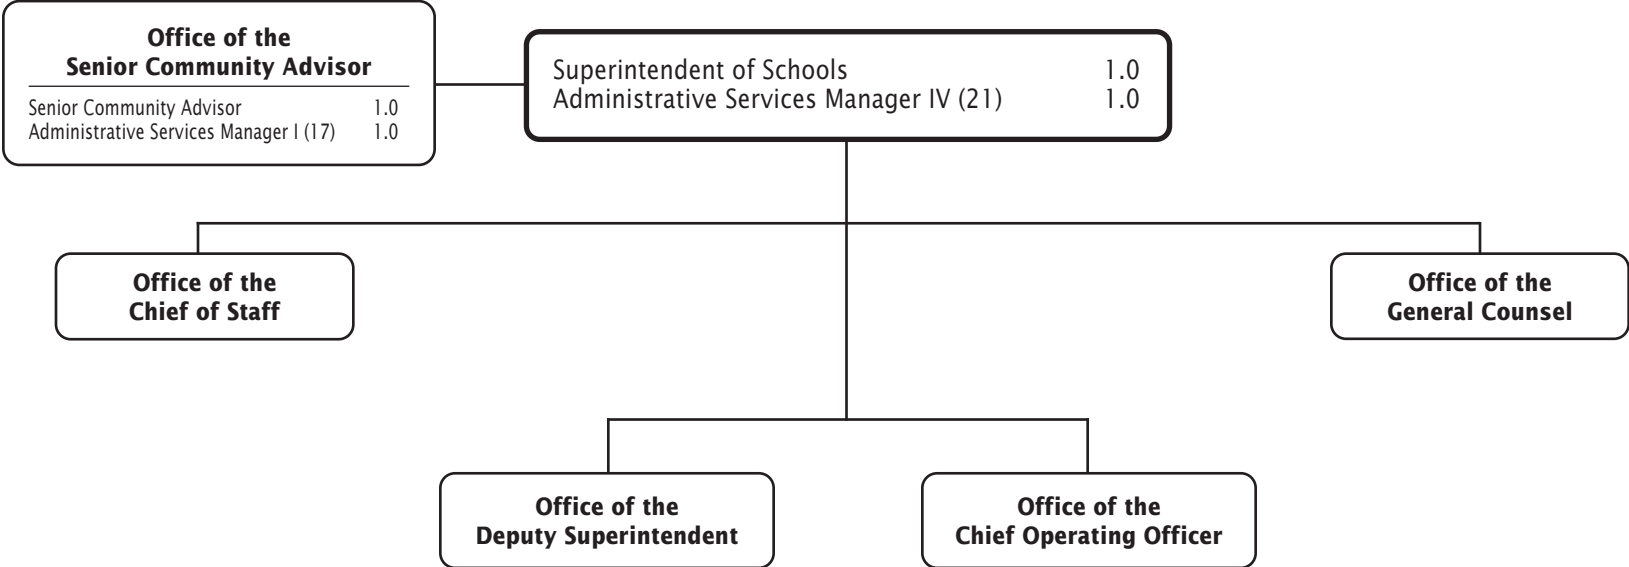 Office of the
Senior Community Advisor
Senior Community Advisor 1.0
Administrative Services Manager I (17) 1.0
Superintendent of Schools 1.0
Administrative Services Manager IV (21) 1.0
Office of the
Chief of Staff
Office of the
General Counsel
Office of the
Deputy Superintendent
Office of the
Chief Operating Officer